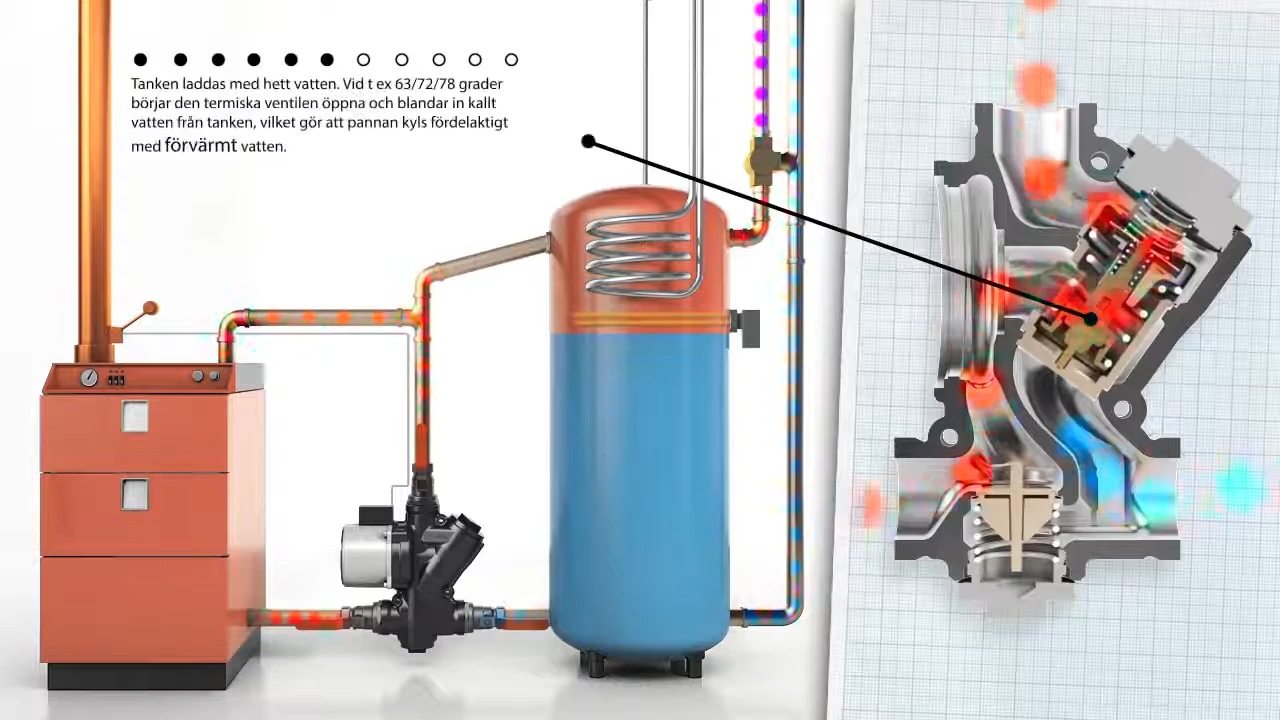 Tanken laddas med hett vatten. Vid t ex 63/72/78 grader
börjar den termiska ventilen öppna och blandar in kallt
vatten från tanken, vilket gör att pannan kyls fördelaktigt
med förvärmt vatten.